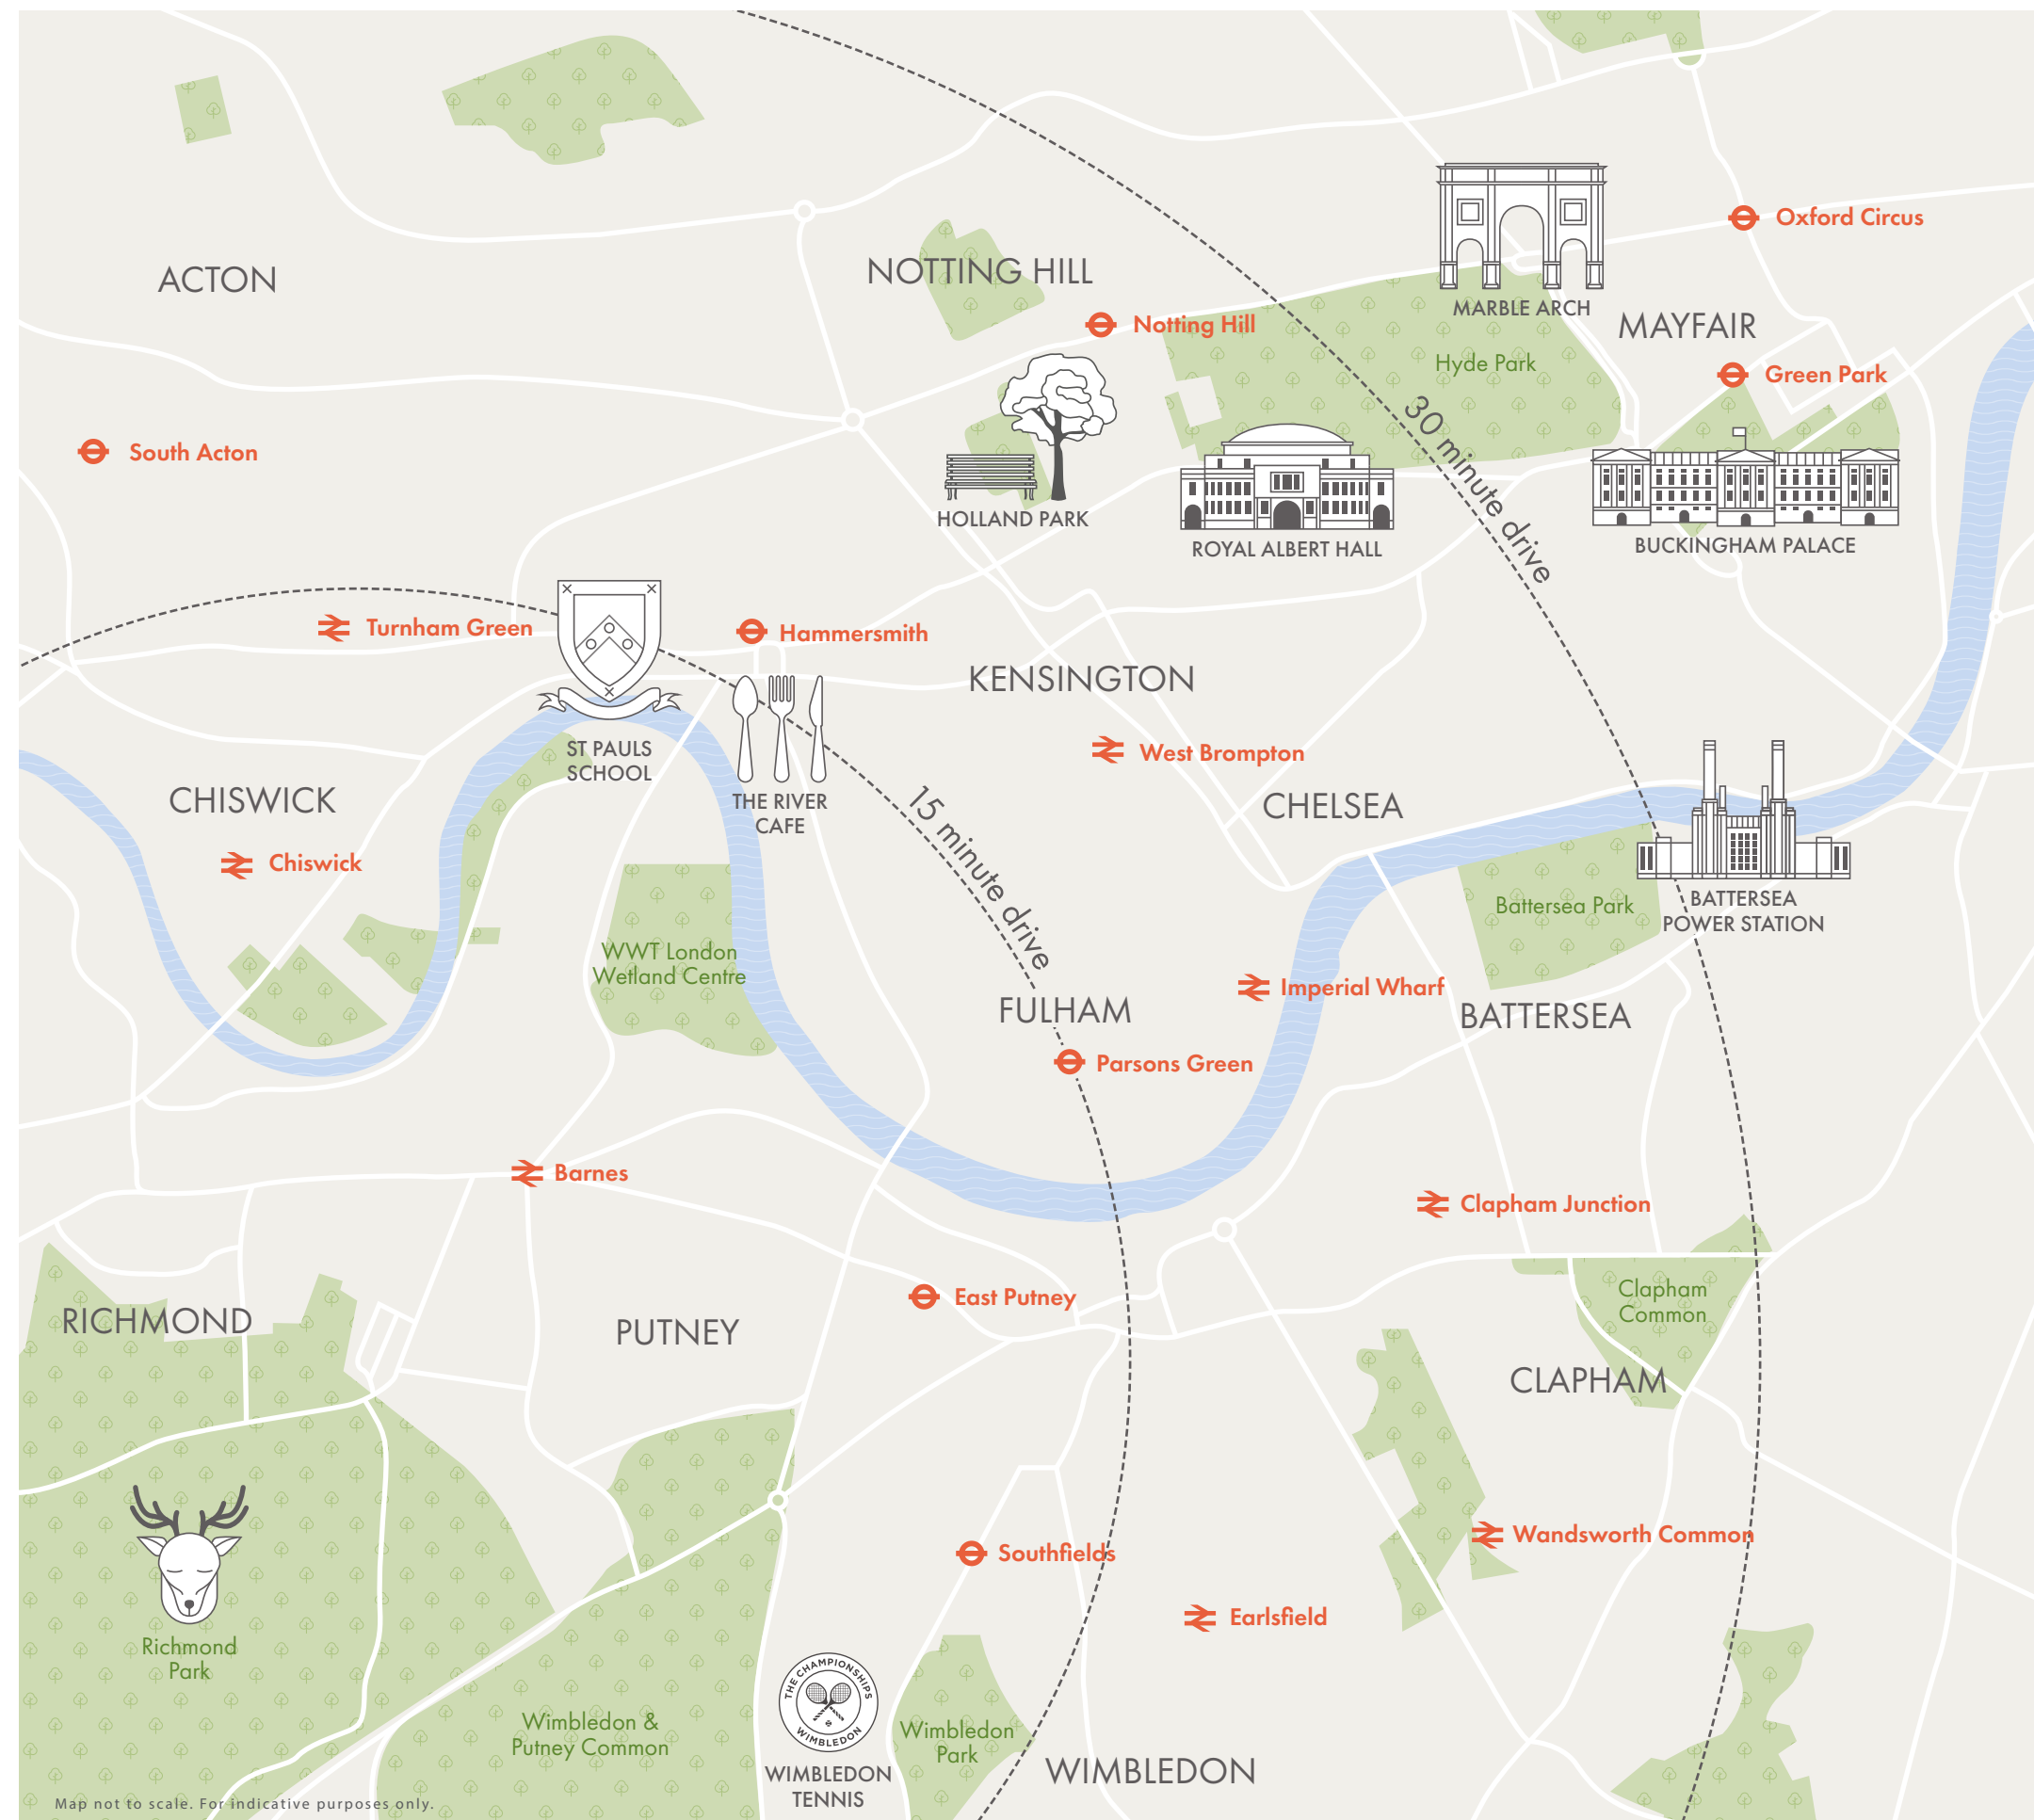 Oxford Circus
ACTON
NOTTING HILL
MARBLE ARCH
MAYFAIR
Notting Hill
Hyde Park
Green Park
30 minute drive
South Acton
HOLLAND PARK
ROYAL ALBERT HALL
BUCKINGHAM PALACE
Turnham Green
Hammersmith
KENSINGTON
West Brompton
ST PAULS
SCHOOL
THE RIVER
CAFE
CHISWICK
CHELSEA
Chiswick
15 minute drive
Battersea Park
BATTERSEA
POWER STATION
WWT London
Wetland Centre
Imperial Wharf
FULHAM
BATTERSEA
Parsons Green
Barnes
Clapham Junction
East Putney
Clapham
Common
RICHMOND
PUTNEY
CLAPHAM
Wandsworth Common
Southfields
Earlsfield
Richmond
Park
THE CHAMPIONSHIPS
WIMBLEDON
Wimbledon &
Putney Common
Wimbledon
Park
WIMBLEDON
TENNIS
WIMBLEDON
Map not to scale. For indicative purposes only.